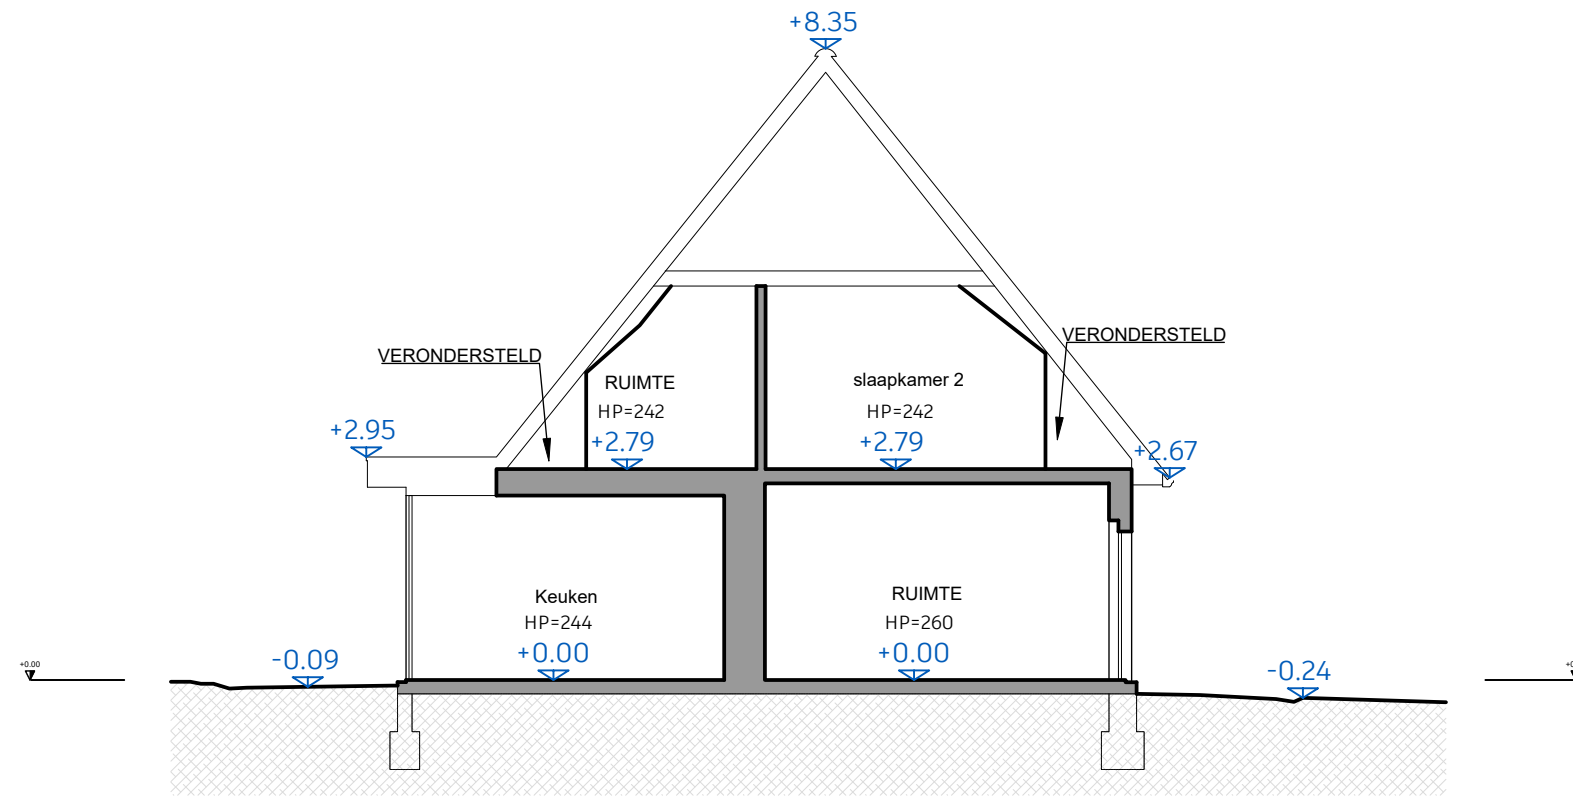 +8.35
VERONDERSTELD
VERONDERSTELD
RUIMTE
HP=242
+2.79
slaapkamer 2
HP=242
+2.79
+2.95
+2.67
Keuken
HP=244
+0.00
RUIMTE
HP=260
+0.00
-0.09
-0.24
+0.00